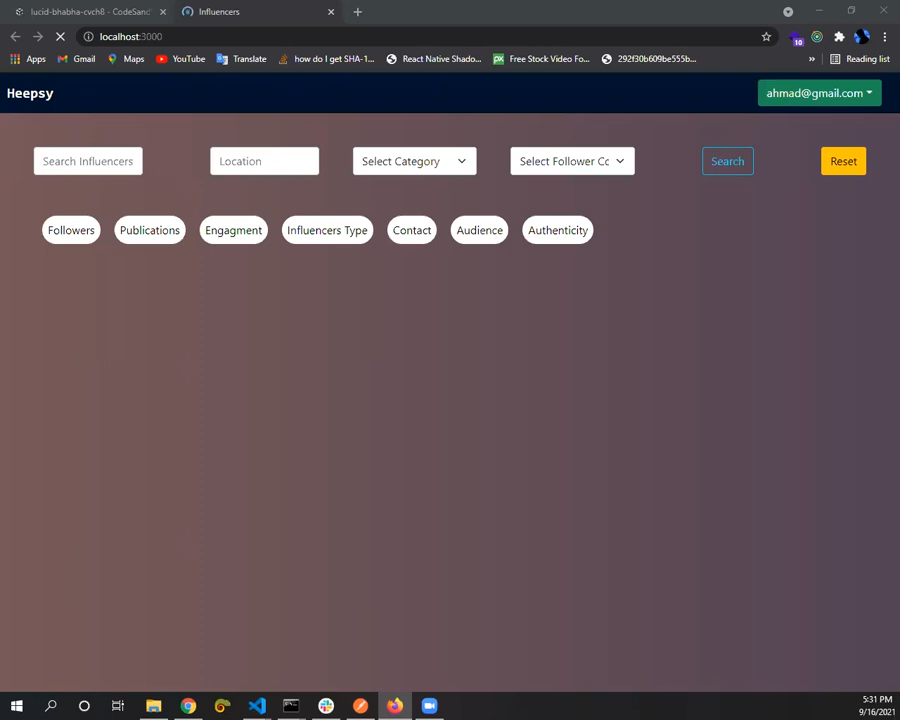 lucid-bhabha-cvch8 - CodeSand
Influencers
localhost:3000
10
Apps
Gmail
YouTube
Maps
Translate
how do I get SHA-1...
React Native Shado...
Free Stock Video Fo...
292f30b609be555b...
»
Reading list
Heepsy
ahmad@gmail.com
Search Influencers
Location
Select Category
Select Follower Cc
Search
Reset
Followers
Publications
Engagment
Influencers Type
Contact
Audience
Authenticity
5:31 PM
9/16/2021